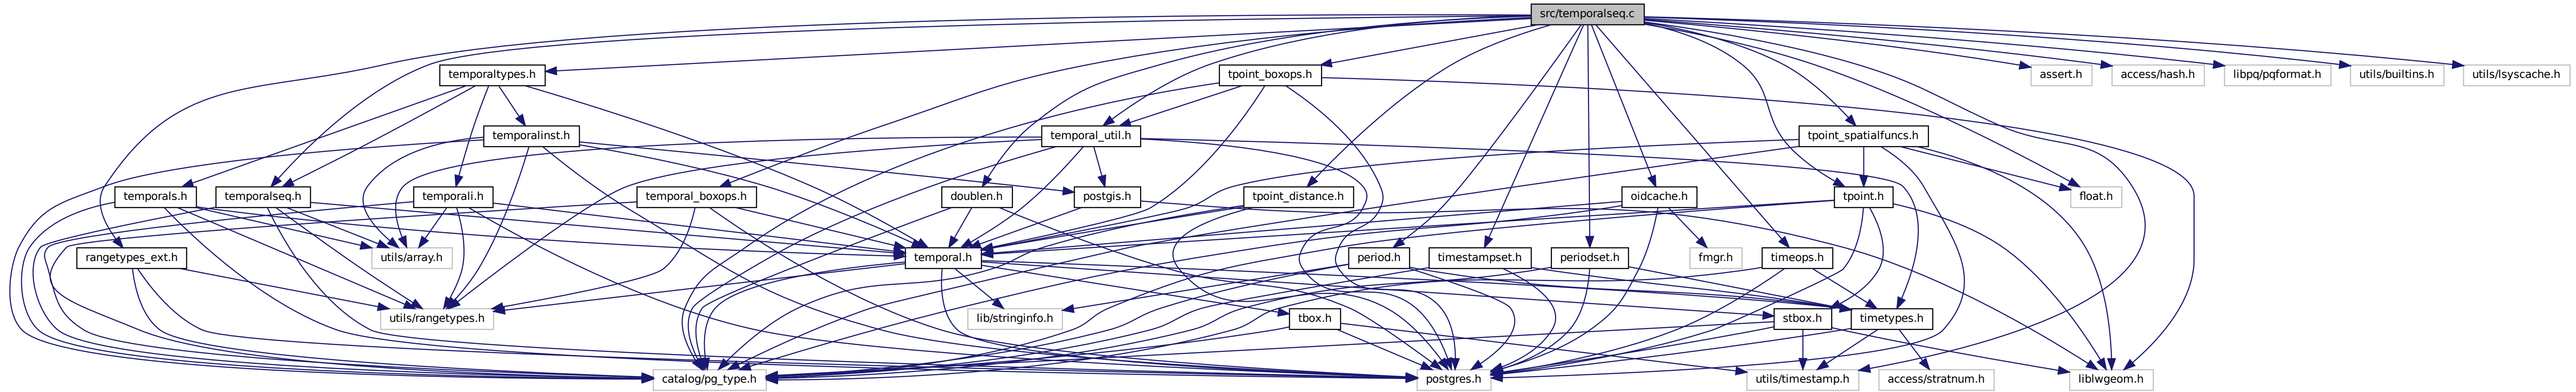 src/temporalseq.c
temporaltypes.h
tpoint_boxops.h
assert.h
access/hash.h
libpq/pqformat.h
utils/builtins.h
utils/lsyscache.h
temporalinst.h
temporal_util.h
tpoint_spatialfuncs.h
temporals.h
temporalseq.h
temporali.h
temporal_boxops.h
doublen.h
postgis.h
tpoint_distance.h
oidcache.h
tpoint.h
float.h
rangetypes_ext.h
utils/array.h
temporal.h
period.h
timestampset.h
periodset.h
fmgr.h
timeops.h
utils/rangetypes.h
lib/stringinfo.h
tbox.h
stbox.h
timetypes.h
catalog/pg_type.h
postgres.h
utils/timestamp.h
access/stratnum.h
liblwgeom.h